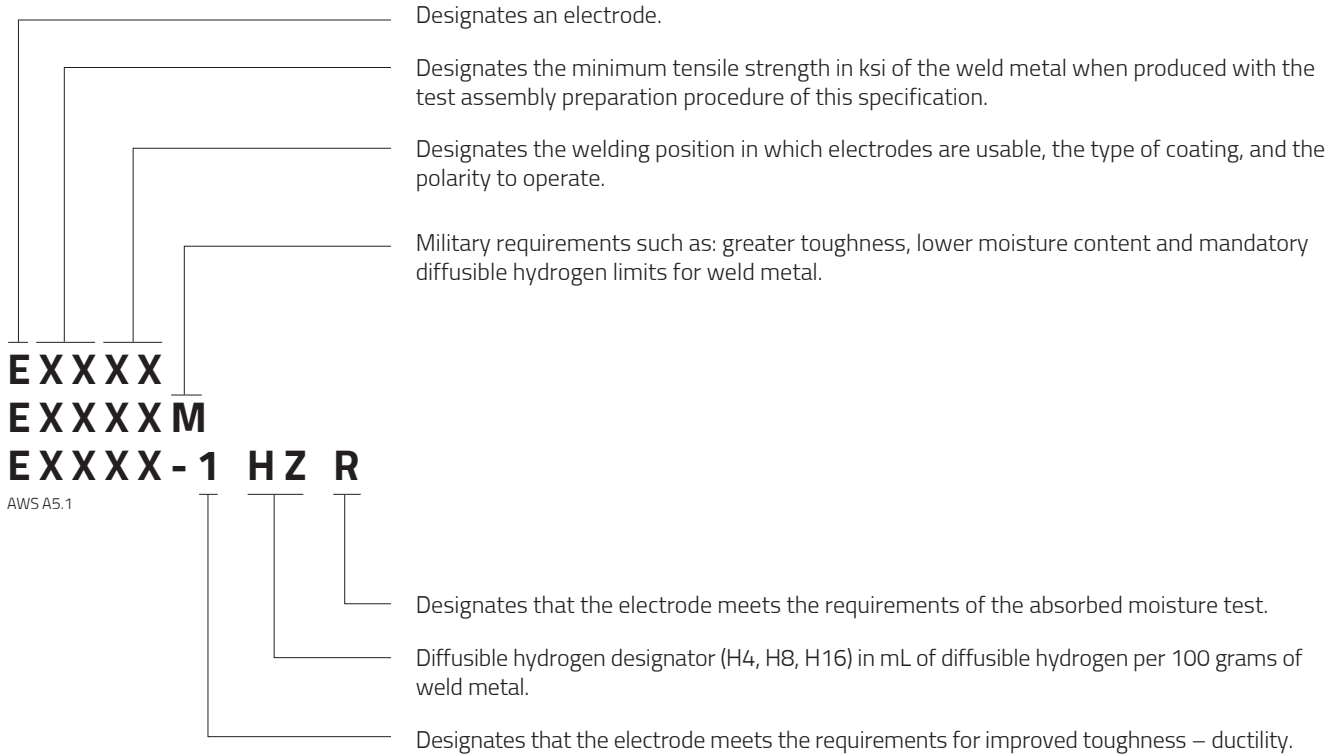 Designates an electrode.
Designates the minimum tensile strength in ksi of the weld metal when produced with the
test assembly preparation procedure of this specification.
Designates the welding position in which electrodes are usable, the type of coating, and the
polarity to operate.
Military requirements such as: greater toughness, lower moisture content and mandatory
diffusible hydrogen limits for weld metal.
E X X X X
E X X X X M
E X X X X - 1 H Z R
AWS A5.1
Designates that the electrode meets the requirements of the absorbed moisture test.
Diffusible hydrogen designator (H4, H8, H16) in mL of diffusible hydrogen per 100 grams of
weld metal.
Designates that the electrode meets the requirements for improved toughness – ductility.